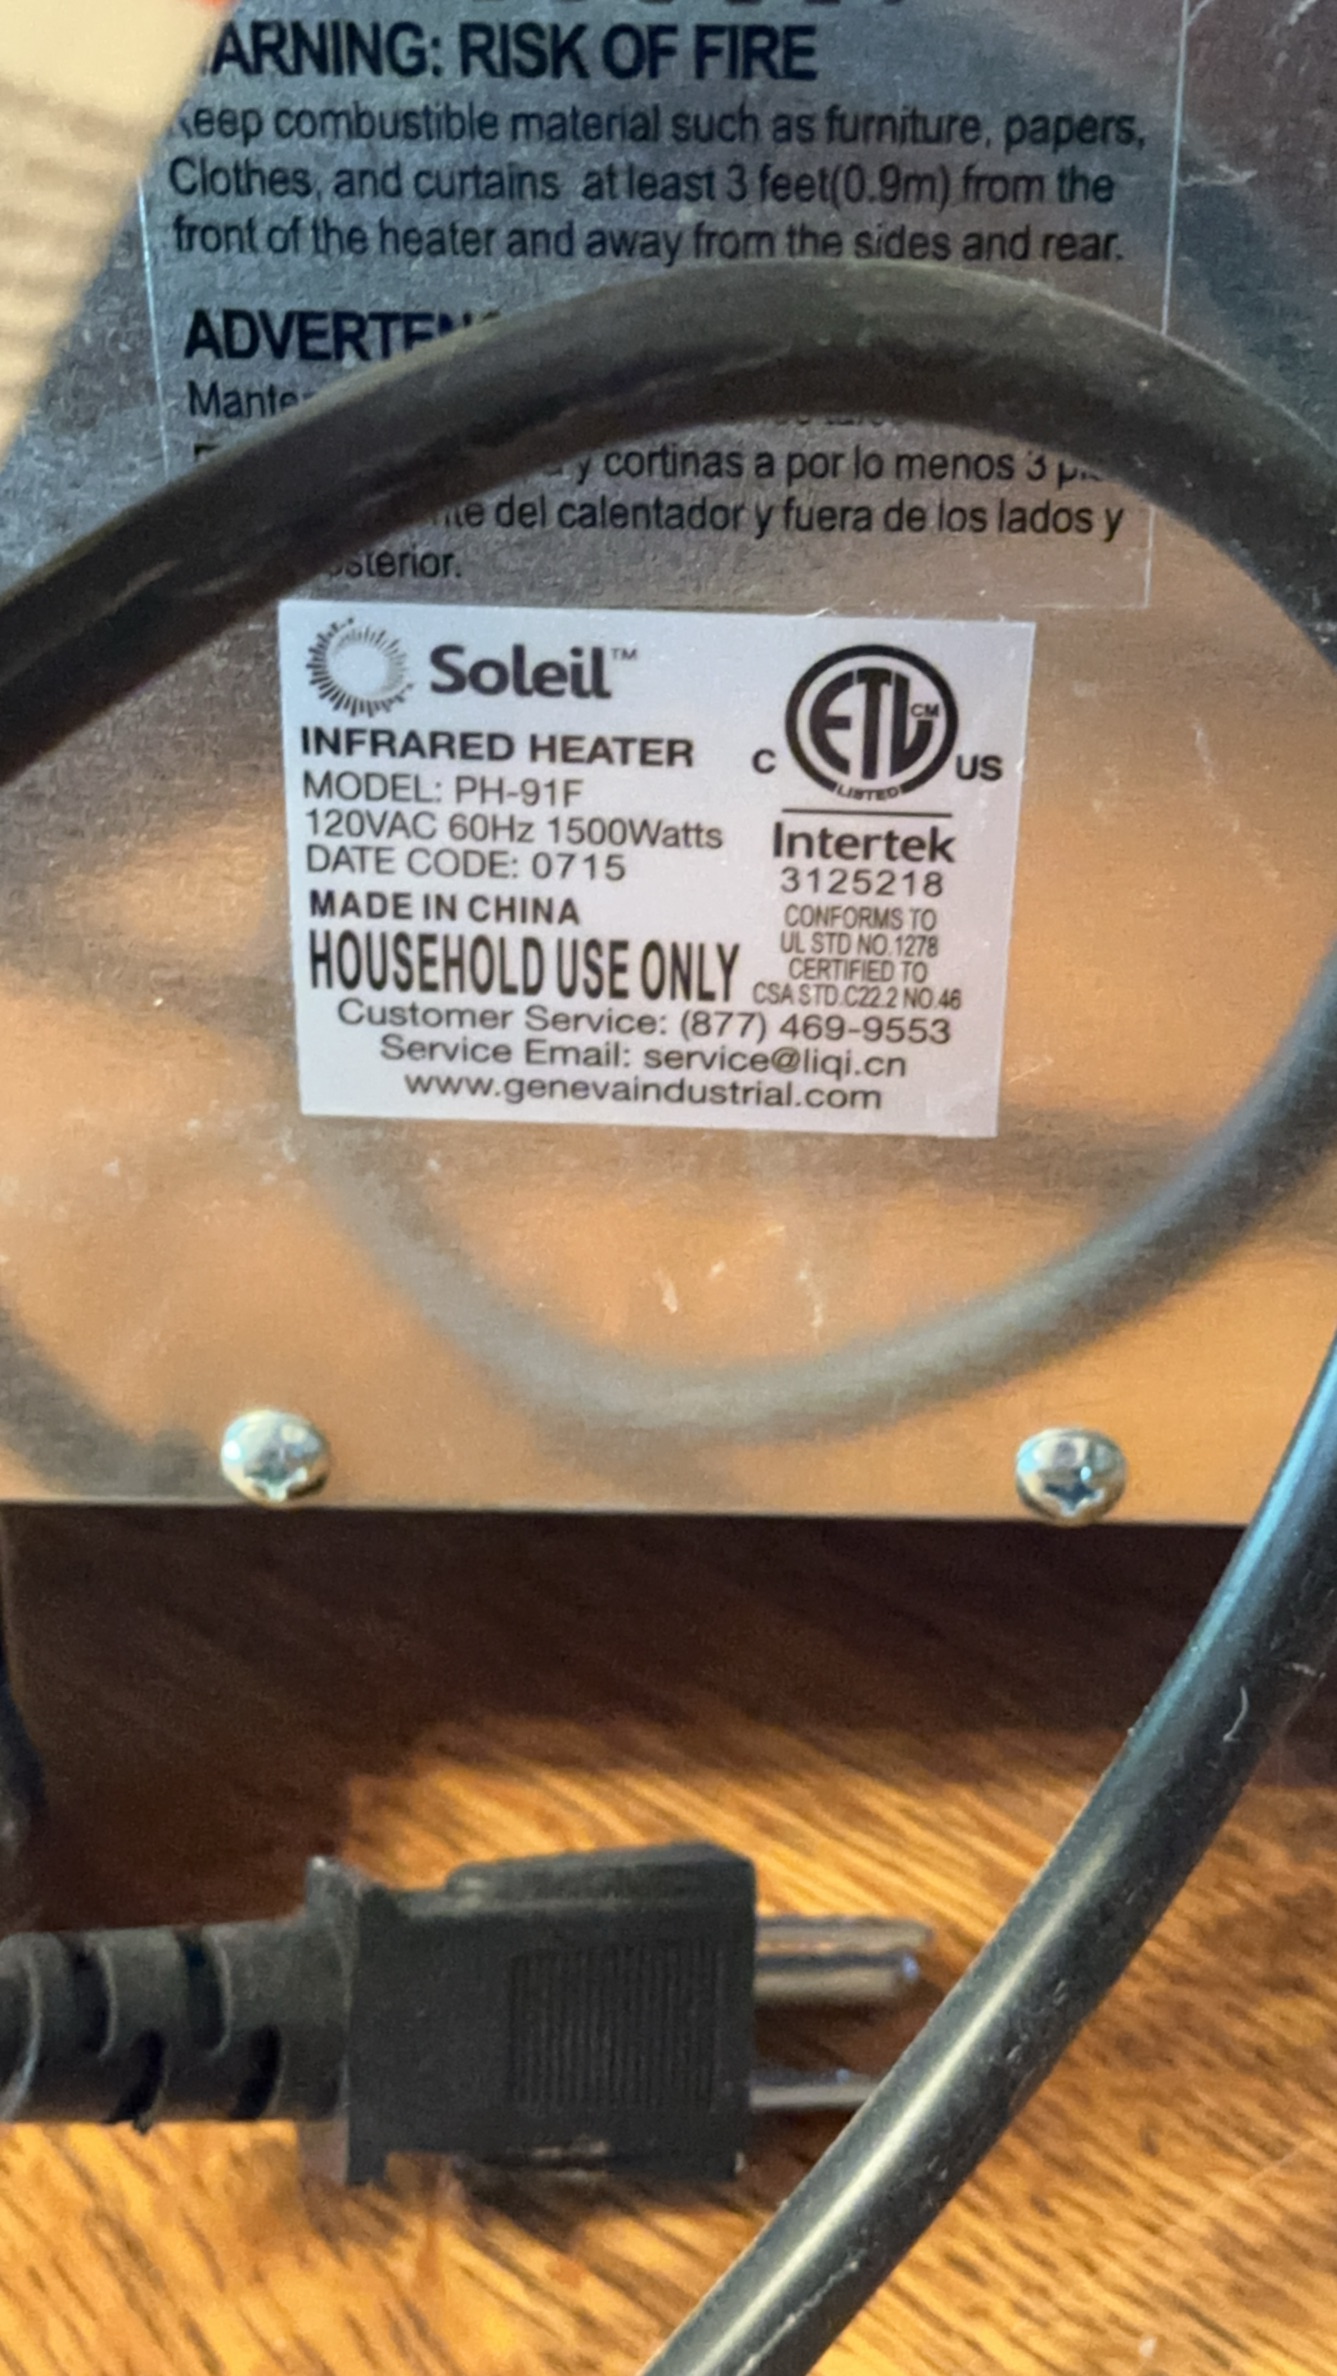 ARNING: RISK OF FIRE
eep combustible material such as furniture, papers,
Clothes, and curtains at least 3 feet(0.9m) from the
front of the heater and away from the sides and rear.
y cortinas a por lo menos 3
del calentador y fuera de los lados y
Soleil™
INFRARED HEATER
MODEL: PH-91F
120VAC 60Hz 1500Watts
DATE CODE: 0715
MADE IN CHINA
HOUSEHOLD USE ONLY
C ETL CM US
LISTED
Intertek
3125218
CONFORMS TO
UL STD NO.1278
CERTIFIED TO
CSA STD.C22.2 NO.46
Customer Service: (877) 469-9553
Service Email: service@liqi.cn
www.genevaindustrial.com